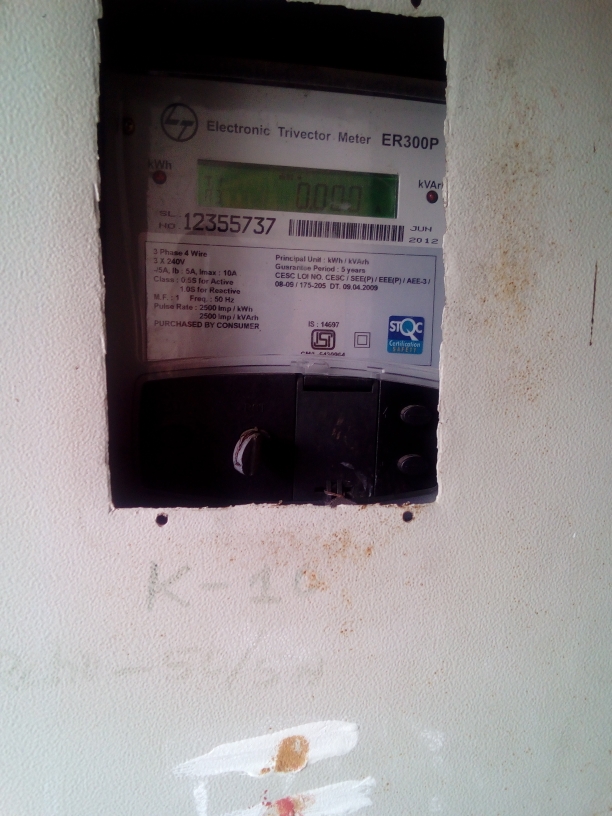 Electronic Trivector Meter ER300P
kWh
kVAr
SL
NO 12355737
JUN
2012
3 Phase 4 Wire
3 X 240V
-/5A, Ib : 5A, Imax : 10A
Class : 0.5S for Active
1.0S for Reactive
M.F. : 1 Freq. : 50 Hz
Pulse Rate : 2500 Imp / kWh
2500 Imp / kVArh
PURCHASED BY CONSUMER
Principal Unit : kWh / kVArh
Guarantee Period : 5 years
CESC LOI NO. CESC / SEE(P) / EEE(P) / AEE-3 /
08-09 / 175-205 DT. 09.04.2009
IS : 14697
STQC
Certification
SAFETY
K-10